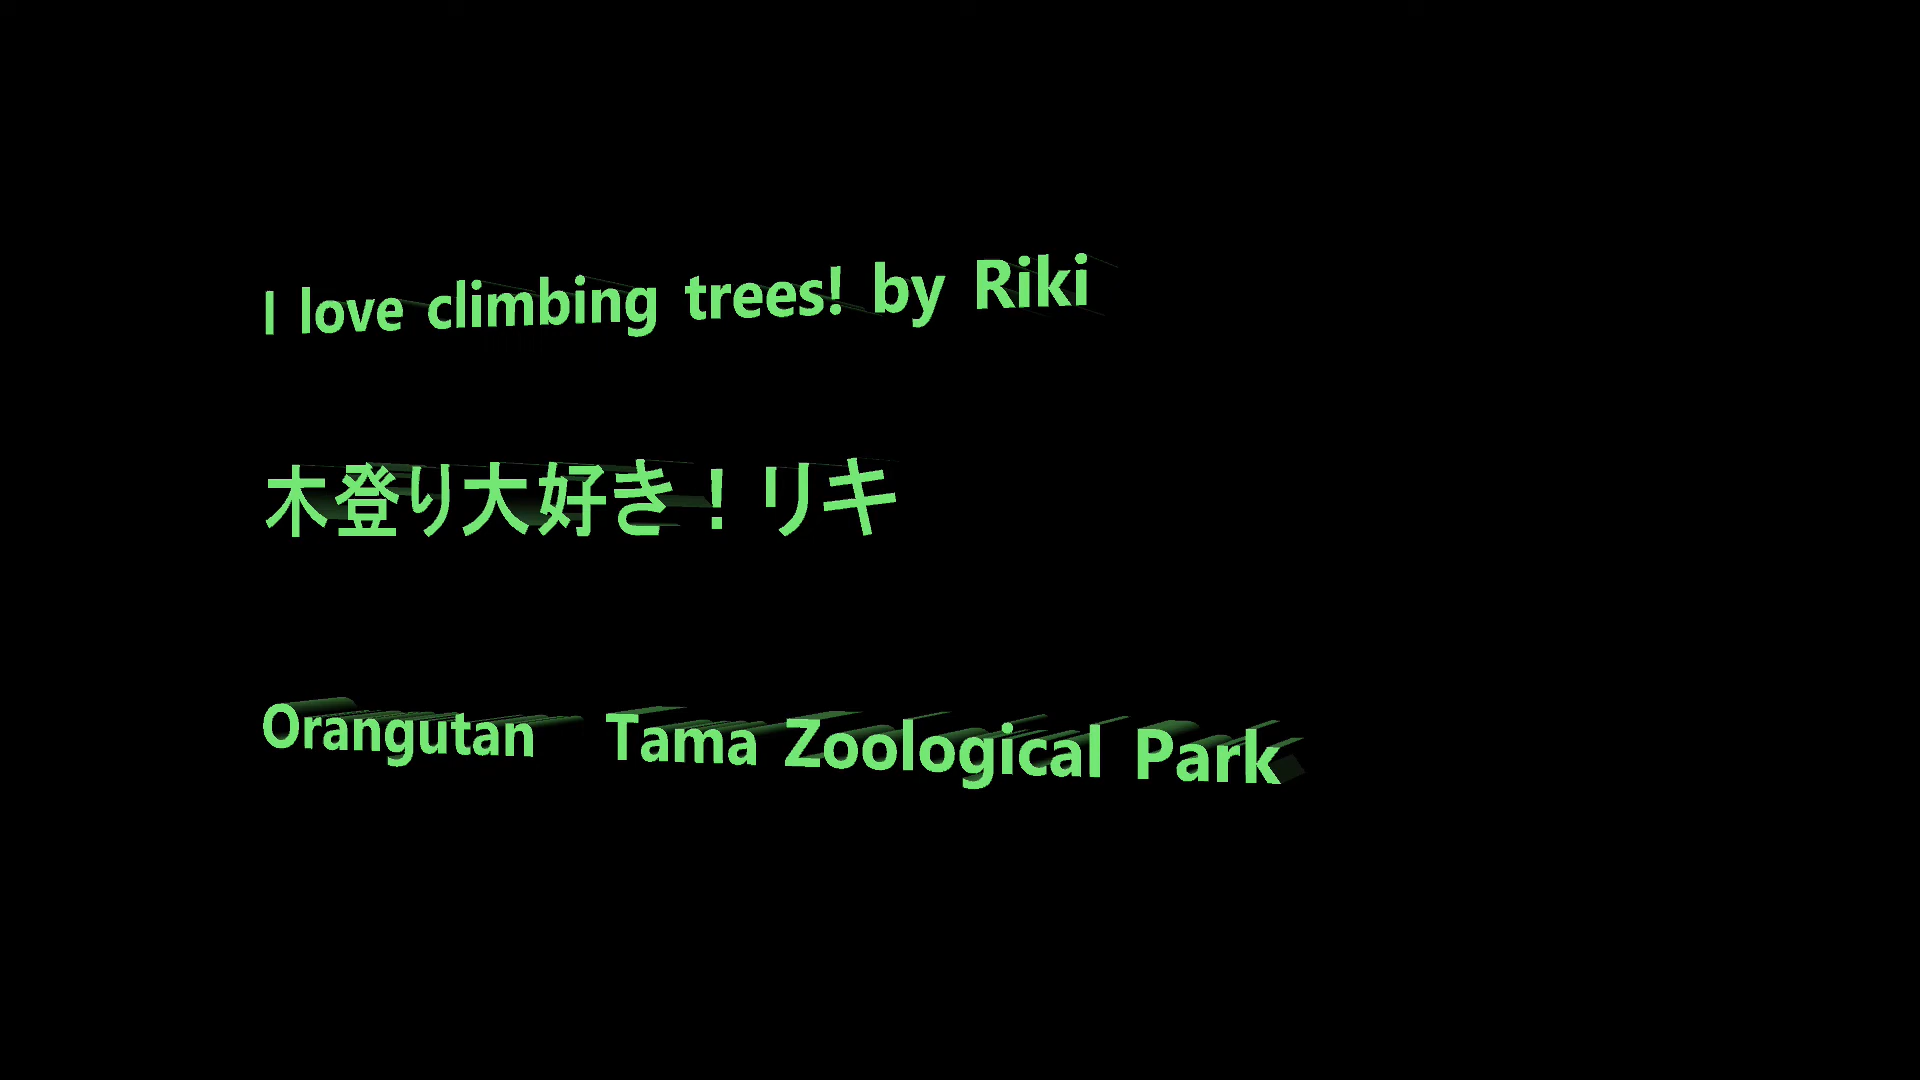 I love climbing trees! by Riki
木登り大好き！リキ
Orangutan Tama Zoological Park